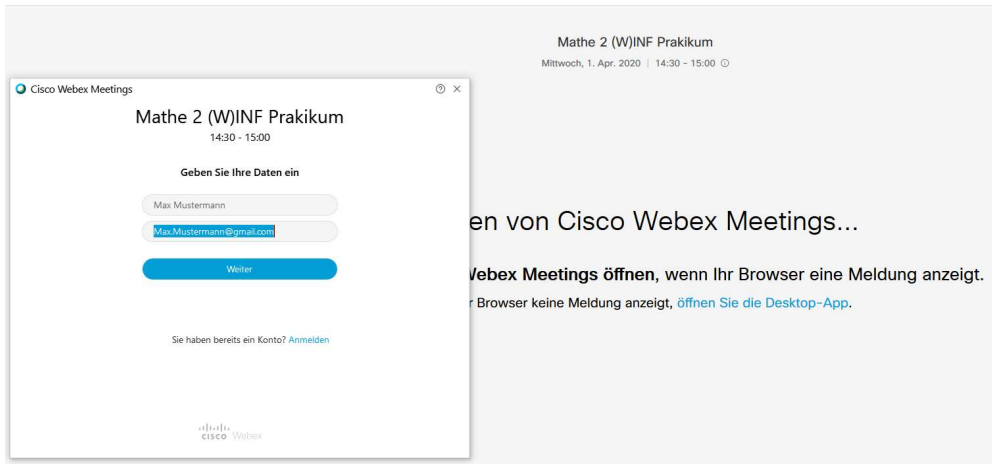 Mathe 2 (W)INF Prakikum
Mittwoch, 1. Apr. 2020 | 14:30 - 15:00
Cisco Webex Meetings
Mathe 2 (W)INF Prakikum
14:30 - 15:00
Geben Sie Ihre Daten ein
Max Mustermann
Max.Mustermann@gmail.com
Weiter
Sie haben bereits ein Konto? Anmelden
cisco Webex
en von Cisco Webex Meetings...
Webex Meetings öffnen, wenn Ihr Browser eine Meldung anzeigt.
r Browser keine Meldung anzeigt, öffnen Sie die Desktop-App.